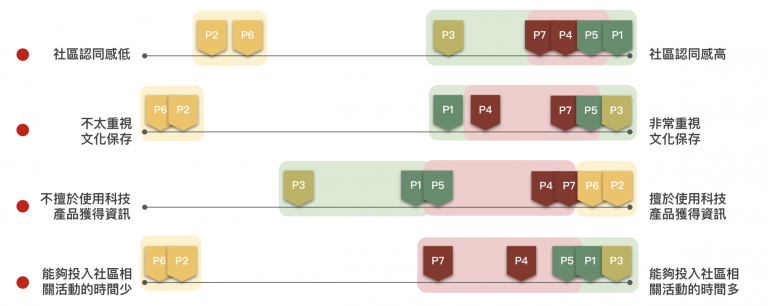 P2 P6 P3 P7 P4 P5 P1
社區認同感低 社區認同感高
P6 P2 P1 P4 P7 P5 P3
不太重視 非常重視
文化保存 文化保存
P3 P1 P5 P4 P7 P6 P2
不擅於使用科技 擅於使用科技
產品獲得資訊 產品獲得資訊
P6 P2 P7 P4 P5 P1 P3
能夠投入社區相 能夠投入社區相
關活動的時間少 關活動的時間多